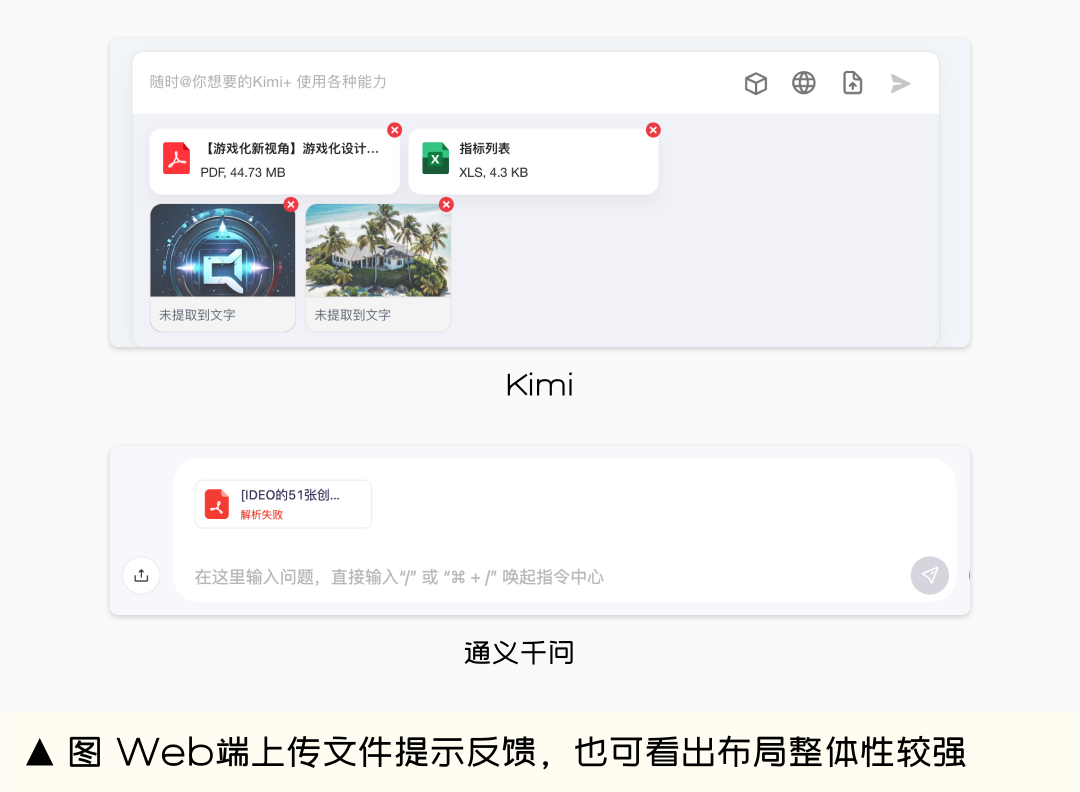 随时@你想要的Kimi+ 使用各种能力
【游戏化新视角】游戏化设计...
PDF, 44.73 MB
X
指标列表
XLS, 4.3 KB
未提取到文字
未提取到文字
Kimi
[IDEO的51张创...
解析失败
在这里输入问题，直接输入“/” 或 “⌘ + /” 唤起指令中心
通义千问
▲ 图 Web端上传文件提示反馈，也可看出布局整体性较强